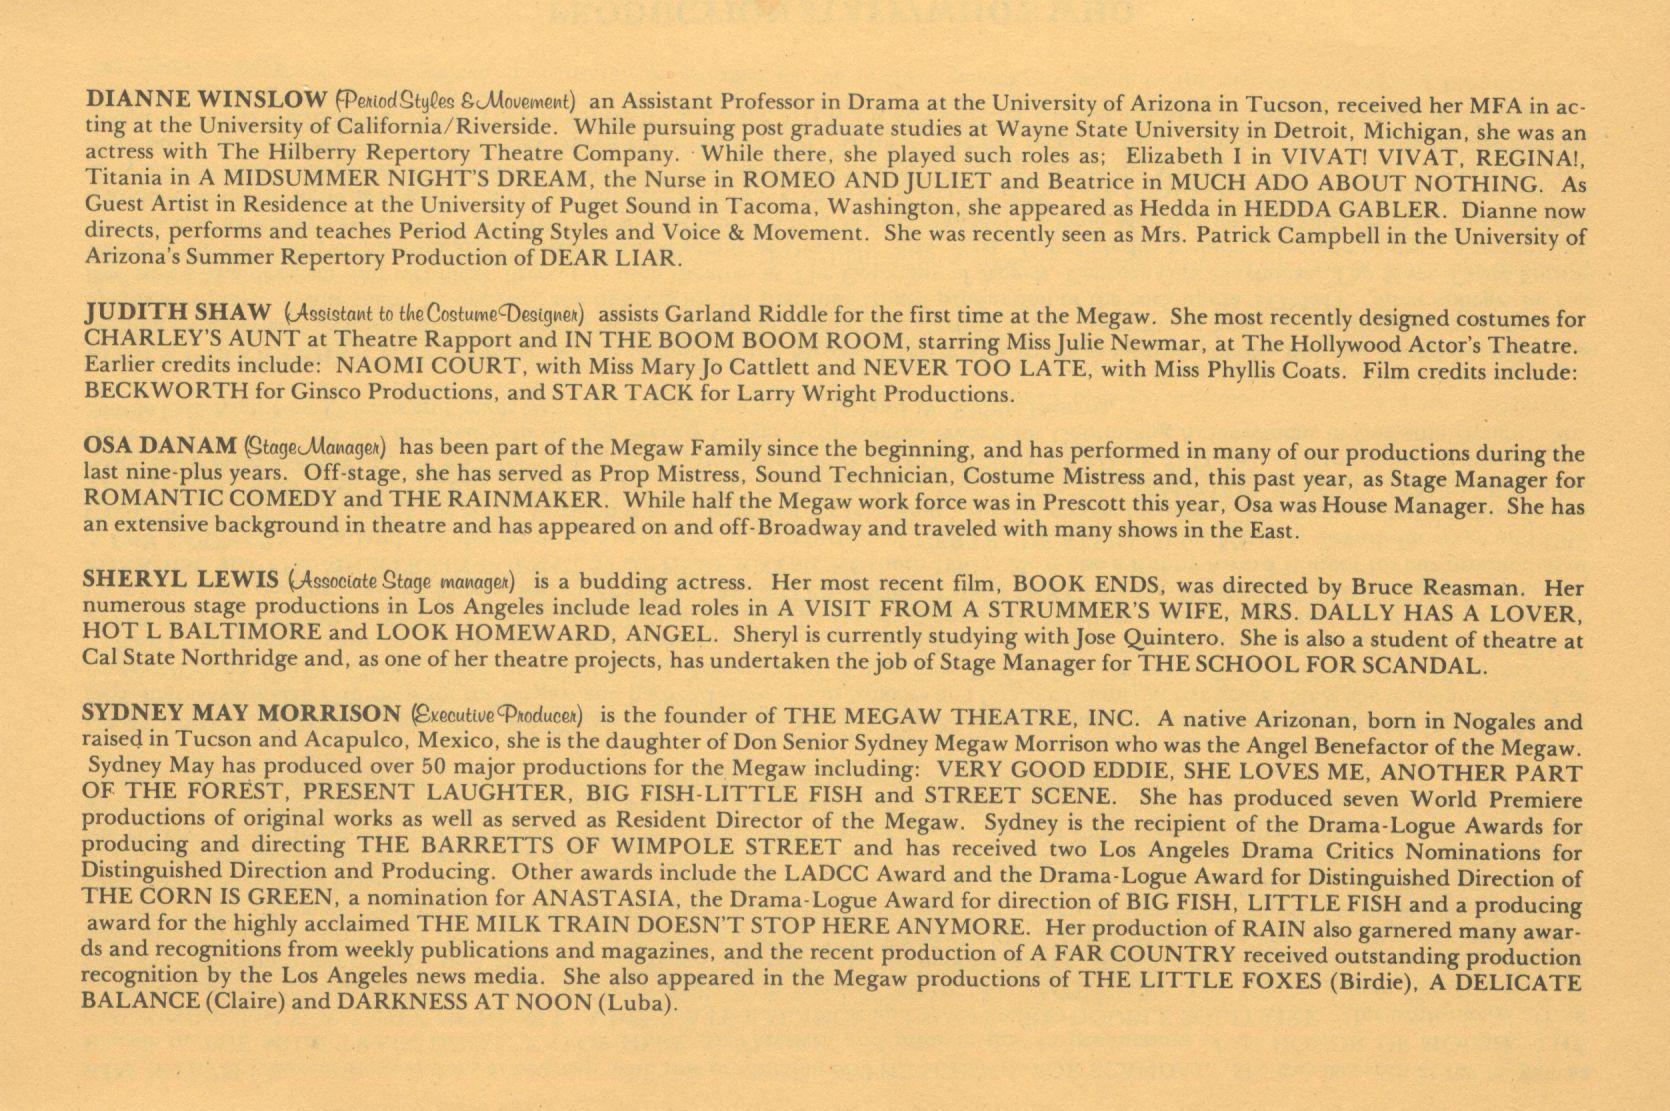 DIANNE WINSLOW (Period Styles & Movement) an Assistant Professor in Drama at the University of Arizona in Tucson, received her MFA in ac-
ting at the University of California/Riverside. While pursuing post graduate studies at Wayne State University in Detroit, Michigan, she was an
actress with The Hilberry Repertory Theatre Company. While there, she played such roles as; Elizabeth I in VIVAT! VIVAT, REGINA!,
Titania in A MIDSUMMER NIGHT'S DREAM, the Nurse in ROMEO AND JULIET and Beatrice in MUCH ADO ABOUT NOTHING. As
Guest Artist in Residence at the University of Puget Sound in Tacoma, Washington, she appeared as Hedda in HEDDA GABLER. Dianne now
directs, performs and teaches Period Acting Styles and Voice & Movement. She was recently seen as Mrs. Patrick Campbell in the University of
Arizona's Summer Repertory Production of DEAR LIAR.
JUDITH SHAW (Assistant to the Costume Designer) assists Garland Riddle for the first time at the Megaw. She most recently designed costumes for
CHARLEY'S AUNT at Theatre Rapport and IN THE BOOM BOOM ROOM, starring Miss Julie Newmar, at The Hollywood Actor's Theatre.
Earlier credits include: NAOMI COURT, with Miss Mary Jo Cattlett and NEVER TOO LATE, with Miss Phyllis Coats. Film credits include:
BECKWORTH for Ginsco Productions, and STAR TACK for Larry Wright Productions.
OSA DANAM (Stage Manager) has been part of the Megaw Family since the beginning, and has performed in many of our productions during the
last nine-plus years. Off-stage, she has served as Prop Mistress, Sound Technician, Costume Mistress and, this past year, as Stage Manager for
ROMANTIC COMEDY and THE RAINMAKER. While half the Megaw work force was in Prescott this year, Osa was House Manager. She has
an extensive background in theatre and has appeared on and off-Broadway and traveled with many shows in the East.
SHERYL LEWIS (Associate Stage manager) is a budding actress. Her most recent film, BOOK ENDS, was directed by Bruce Reasman. Her
numerous stage productions in Los Angeles include lead roles in A VISIT FROM A STRUMMER'S WIFE, MRS. DALLY HAS A LOVER,
HOT L BALTIMORE and LOOK HOMEWARD, ANGEL. Sheryl is currently studying with Jose Quintero. She is also a student of theatre at
Cal State Northridge and, as one of her theatre projects, has undertaken the job of Stage Manager for THE SCHOOL FOR SCANDAL.
SYDNEY MAY MORRISON (Executive Producer) is the founder of THE MEGAW THEATRE, INC. A native Arizonan, born in Nogales and
raised in Tucson and Acapulco, Mexico, she is the daughter of Don Senior Sydney Megaw Morrison who was the Angel Benefactor of the Megaw.
Sydney May has produced over 50 major productions for the Megaw including: VERY GOOD EDDIE, SHE LOVES ME, ANOTHER PART
OF THE FOREST, PRESENT LAUGHTER, BIG FISH-LITTLE FISH and STREET SCENE. She has produced seven World Premiere
productions of original works as well as served as Resident Director of the Megaw. Sydney is the recipient of the Drama-Logue Awards for
producing and directing THE BARRETTS OF WIMPOLE STREET and has received two Los Angeles Drama Critics Nominations for
Distinguished Direction and Producing. Other awards include the LADCC Award and the Drama-Logue Award for Distinguished Direction of
THE CORN IS GREEN, a nomination for ANASTASIA, the Drama-Logue Award for direction of BIG FISH, LITTLE FISH and a producing
award for the highly acclaimed THE MILK TRAIN DOESN'T STOP HERE ANYMORE. Her production of RAIN also garnered many awar-
ds and recognitions from weekly publications and magazines, and the recent production of A FAR COUNTRY received outstanding production
recognition by the Los Angeles news media. She also appeared in the Megaw productions of THE LITTLE FOXES (Birdie), A DELICATE
BALANCE (Claire) and DARKNESS AT NOON (Luba).